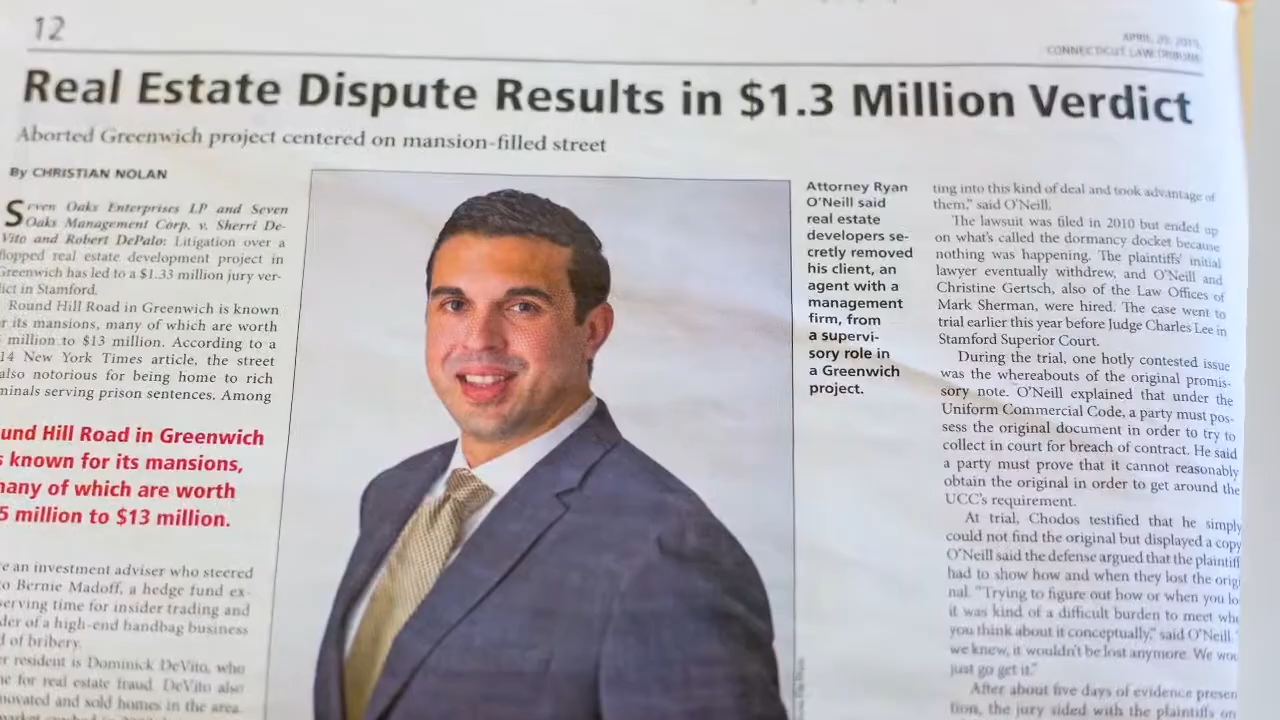 12
APRIL 20, 2015
CONNECTICUT LAW TRIBUNE
Real Estate Dispute Results in $1.3 Million Verdict
Aborted Greenwich project centered on mansion-filled street
By CHRISTIAN NOLAN
Seven Oaks Enterprises LP and Seven
Oaks Management Corp. v. Sherri De-
Vito and Robert DePalo: Litigation over a
flopped real estate development project in
Greenwich has led to a $1.33 million jury ver-
dict in Stamford.
Round Hill Road in Greenwich is known
r its mansions, many of which are worth
million to $13 million. According to a
14 New York Times article, the street
also notorious for being home to rich
minals serving prison sentences. Among
und Hill Road in Greenwich
s known for its mansions,
many of which are worth
5 million to $13 million.
e an investment adviser who steered
o Bernie Madoff, a hedge fund ex-
serving time for insider trading and
der of a high-end handbag business
d of bribery.
r resident is Dominick DeVito, who
e for real estate fraud. DeVito also
novated and sold homes in the area.
Attorney Ryan
O'Neill said
real estate
developers se-
cretly removed
his client, an
agent with a
management
firm, from
a supervi-
sory role in
a Greenwich
project.
ting into this kind of deal and took advantage of
them," said O'Neill.
The lawsuit was filed in 2010 but ended up
on what's called the dormancy docket because
nothing was happening. The plaintiffs' initial
lawyer eventually withdrew, and O'Neill and
Christine Gertsch, also of the Law Offices of
Mark Sherman, were hired. The case went to
trial earlier this year before Judge Charles Lee in
Stamford Superior Court.
During the trial, one hotly contested issue
was the whereabouts of the original promis-
sory note. O'Neill explained that under the
Uniform Commercial Code, a party must pos-
sess the original document in order to try to
collect in court for breach of contract. He said
a party must prove that it cannot reasonably
obtain the original in order to get around the
UCC's requirement.
At trial, Chodos testified that he simply
could not find the original but displayed a copy
O'Neill said the defense argued that the plaintiff
had to show how and when they lost the origi
nal. "Trying to figure out how or when you lo
it was kind of a difficult burden to meet whe
you think about it conceptually," said O'Neill. "
we knew, it wouldn't be lost anymore. We wou
just go get it."
After about five days of evidence presen
tion, the jury sided with the plaintiffs on